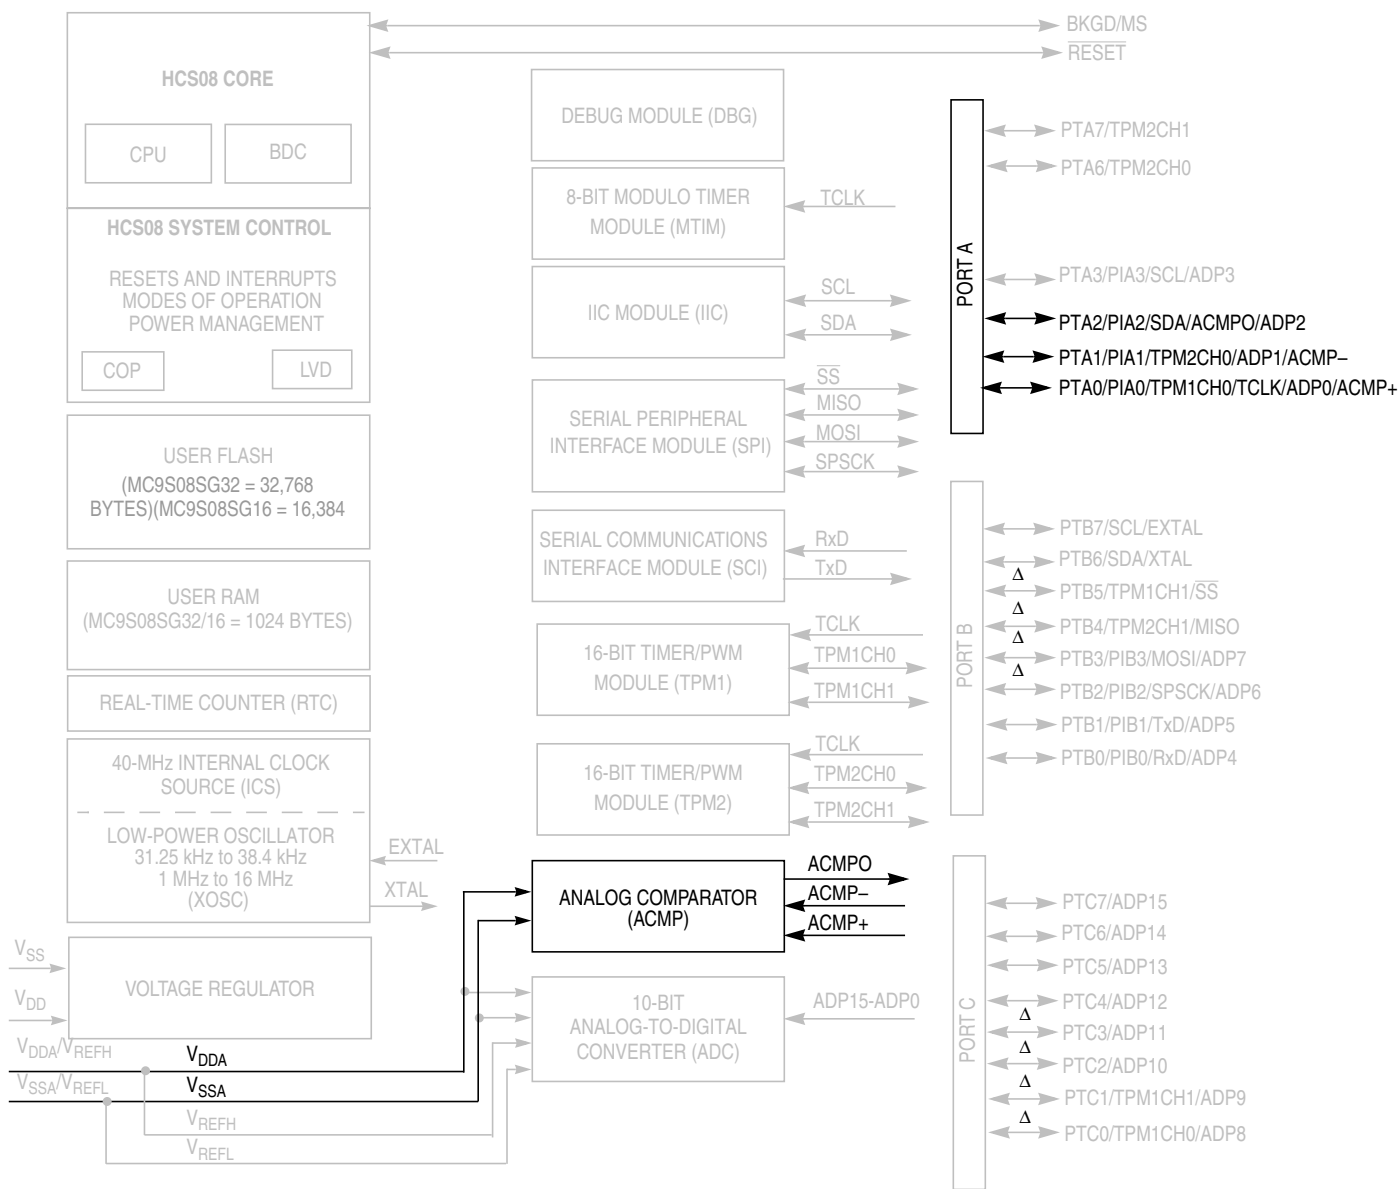 BKGD/MS
RESET
HCS08 CORE
CPU
BDC
HCS08 SYSTEM CONTROL
RESETS AND INTERRUPTS
MODES OF OPERATION
POWER MANAGEMENT
COP
LVD
USER FLASH
(MC9S08SG32 = 32,768
BYTES)(MC9S08SG16 = 16,384
USER RAM
(MC9S08SG32/16 = 1024 BYTES)
REAL-TIME COUNTER (RTC)
40-MHz INTERNAL CLOCK
SOURCE (ICS)
LOW-POWER OSCILLATOR
31.25 kHz to 38.4 kHz
1 MHz to 16 MHz
(XOSC)
EXTAL
XTAL
VSS
VDD
VOLTAGE REGULATOR
VDDA/VREFH
VDDA
VSSA/VREFL
VSSA
VREFH
VREFL
DEBUG MODULE (DBG)
8-BIT MODULO TIMER
MODULE (MTIM)
TCLK
IIC MODULE (IIC)
SCL
SDA
SERIAL PERIPHERAL
INTERFACE MODULE (SPI)
SS
MISO
MOSI
SPSCK
SERIAL COMMUNICATIONS
INTERFACE MODULE (SCI)
RxD
TxD
16-BIT TIMER/PWM
MODULE (TPM1)
TCLK
TPM1CH0
TPM1CH1
16-BIT TIMER/PWM
MODULE (TPM2)
TCLK
TPM2CH0
TPM2CH1
ANALOG COMPARATOR
(ACMP)
ACMPO
ACMP–
ACMP+
10-BIT
ANALOG-TO-DIGITAL
CONVERTER (ADC)
ADP15-ADP0
PORT A
PTA7/TPM2CH1
PTA6/TPM2CH0
PTA3/PIA3/SCL/ADP3
PTA2/PIA2/SDA/ACMPO/ADP2
PTA1/PIA1/TPM2CH0/ADP1/ACMP–
PTA0/PIA0/TPM1CH0/TCLK/ADP0/ACMP+
PORT B
PTB7/SCL/EXTAL
PTB6/SDA/XTAL
Δ
PTB5/TPM1CH1/SS
Δ
PTB4/TPM2CH1/MISO
Δ
PTB3/PIB3/MOSI/ADP7
Δ
PTB2/PIB2/SPSCK/ADP6
PTB1/PIB1/TxD/ADP5
PTB0/PIB0/RxD/ADP4
PORT C
PTC7/ADP15
PTC6/ADP14
PTC5/ADP13
PTC4/ADP12
Δ
PTC3/ADP11
Δ
PTC2/ADP10
Δ
PTC1/TPM1CH1/ADP9
Δ
PTC0/TPM1CH0/ADP8